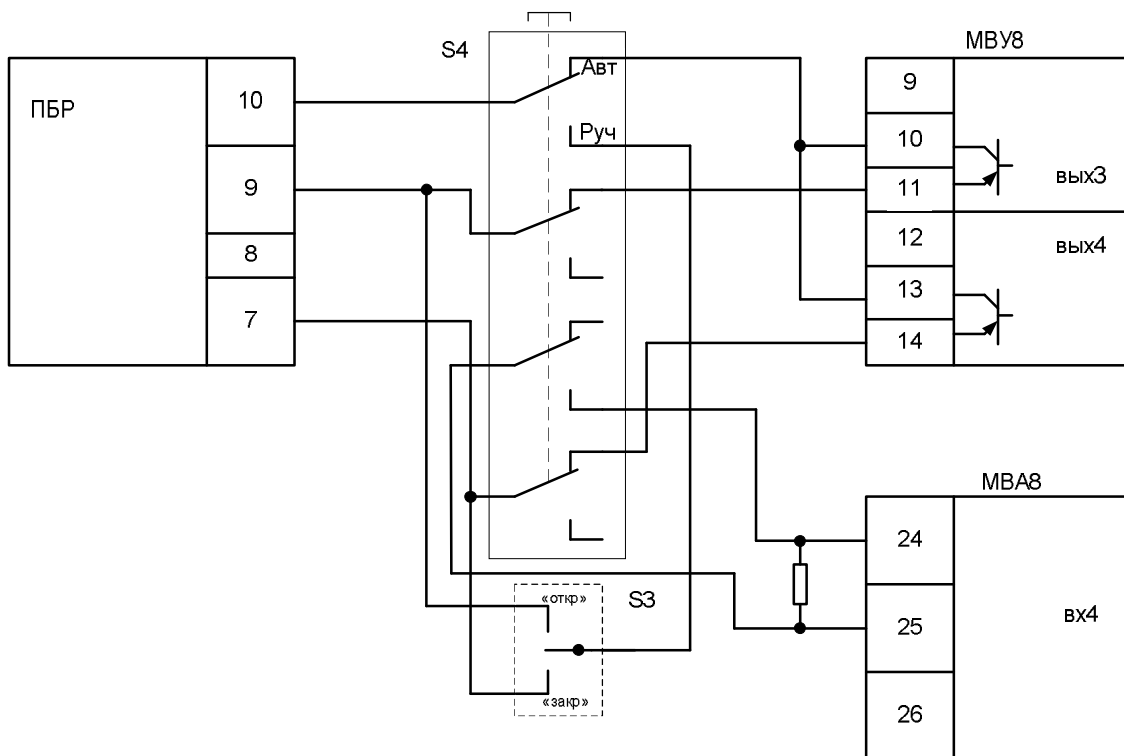 S4
МВУ8
ПБР
10
9
8
7
Авт
Руч
9
10
11
вых3
12
вых4
13
14
МВА8
24
25
вх4
26
S3
«откр»
«закр»